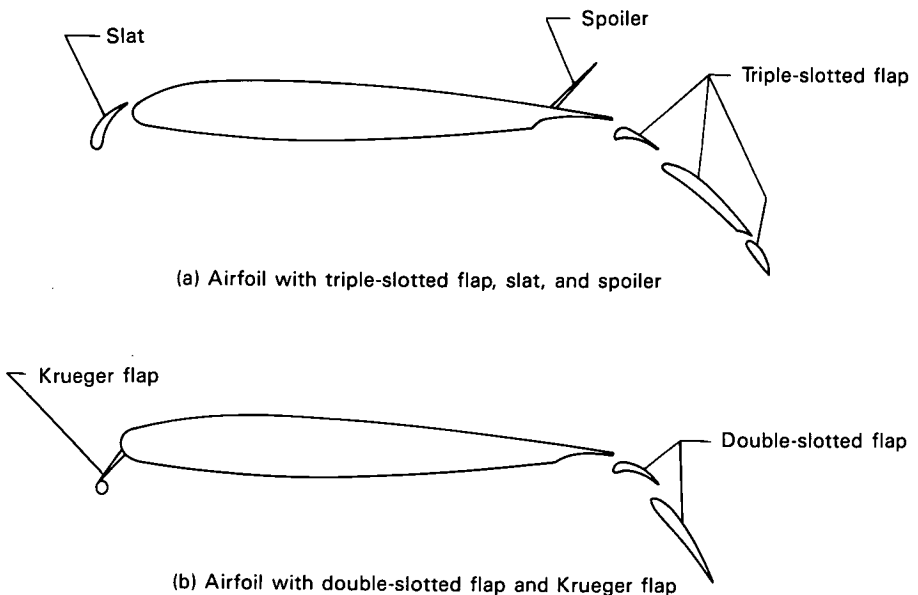 Spoiler
Slat
Triple-slotted flap
(a) Airfoil with triple-slotted flap, slat, and spoiler
Krueger flap
Double-slotted flap
(b) Airfoil with double-slotted flap and Krueger flap